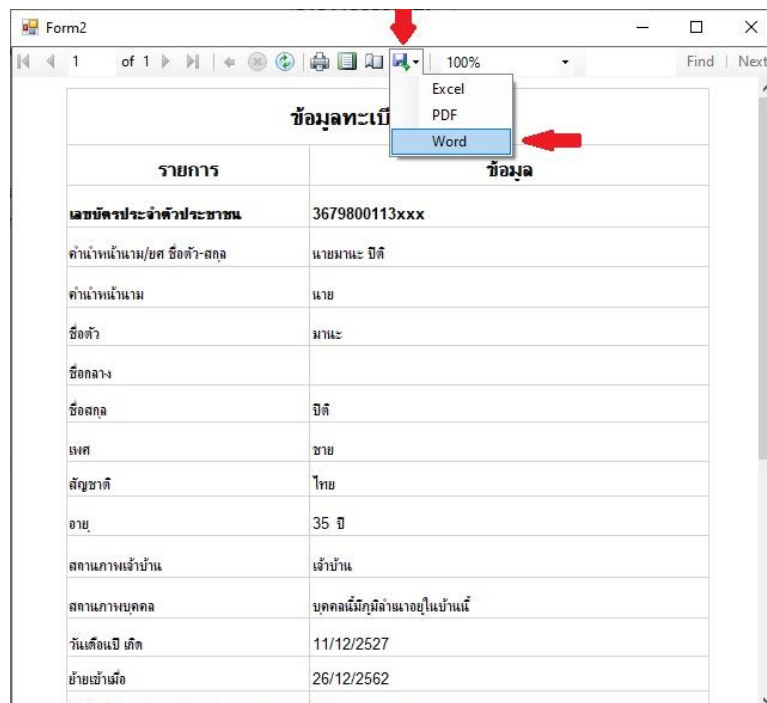 Form2
1 of 1 100% Find | Next
Excel
PDF
Word
ข้อมูลทะเบี
รายการ ข้อมูล
เลขบัตรประจำตัวประชาชน 3679800113xxx
คำนำหน้านาม/ยศ ชื่อตัว-สกุล นายมานะ ปิติ
คำนำหน้านาม นาย
ชื่อตัว มานะ
ชื่อกลาง
ชื่อสกุล ปิติ
เพศ ชาย
สัญชาติ ไทย
อายุ 35 ปี
สถานภาพเจ้าบ้าน เจ้าบ้าน
สถานภาพบุคคล บุคคลนี้มีภูมิลำเนาอยู่ในบ้านนี้
วันเดือนปี เกิด 11/12/2527
ย้ายเข้าเมื่อ 26/12/2562